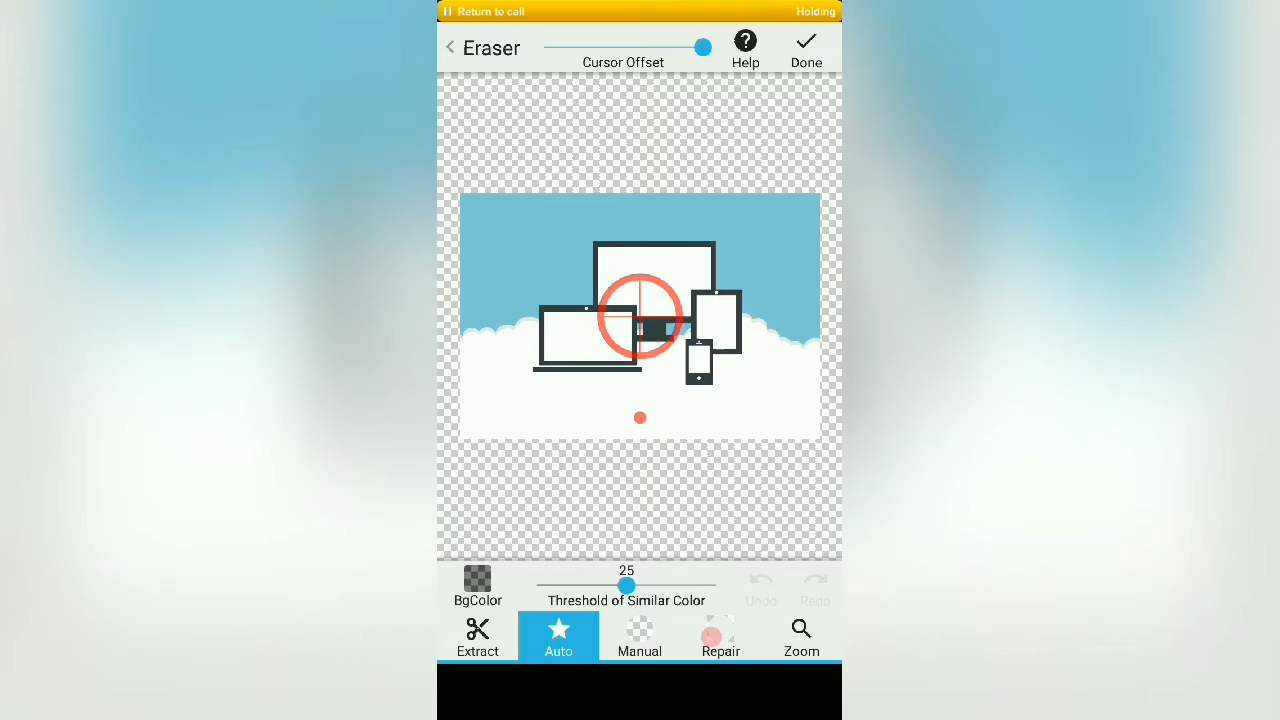 Return to call
Holding
Eraser
Cursor Offset
Help
Done
25
BgColor
Threshold of Similar Color
Undo
Redo
Extract
Auto
Manual
Repair
Zoom